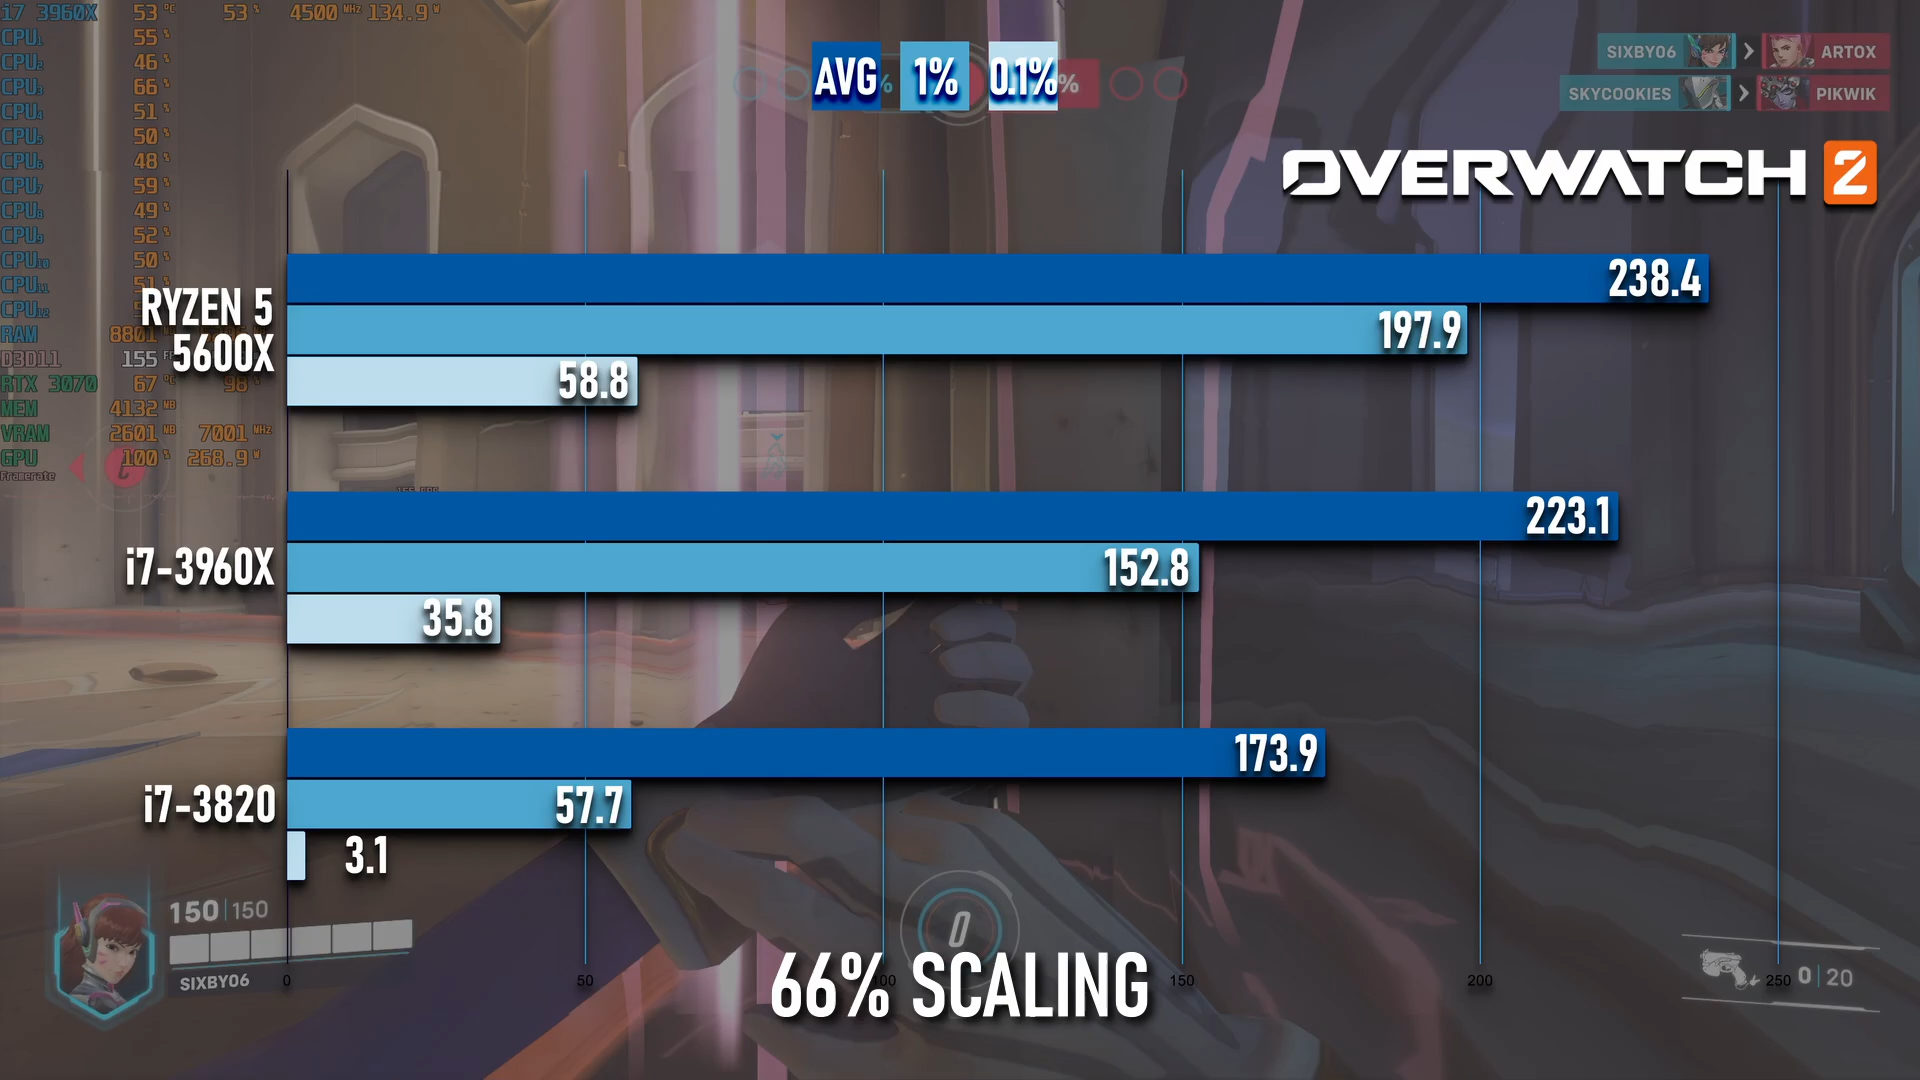 i7 3960X 53 °C 53 % 4500 MHz 134.9 W
CPU1 55 %
CPU2 46 %
CPU3 66 %
CPU4 51 %
CPU5 50 %
CPU6 48 %
CPU7 59 %
CPU8 49 %
CPU9 52 %
CPU10 50 %
CPU11 51
CPU12
RAM 8801
D3D11 155
RTX 3070 67 °C 98 %
MEM 4132 MB
VRAM 2601 MB 7001 MHz
GPU 100 % 268.9 W
Framerate
AVG 1% 0.1%
SIXBY06 > ARTOX
SKYCOOKIES > PIKWIK
OVERWATCH 2
RYZEN 5
5600X
238.4
197.9
58.8
i7-3960X
223.1
152.8
35.8
i7-3820
173.9
57.7
3.1
150 | 150
SIXBY06
0
0 50 100 150 200 250
0 | 20
66% SCALING